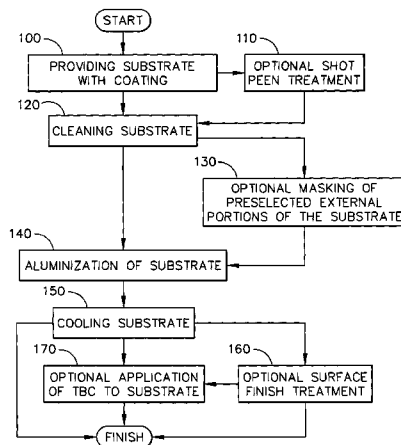 START
100
PROVIDING SUBSTRATE
WITH COATING
110
OPTIONAL SHOT
PEEN TREATMENT
120
CLEANING SUBSTRATE
130
OPTIONAL MASKING OF
PRESELECTED EXTERNAL
PORTIONS OF THE SUBSTRATE
140
ALUMINIZATION OF SUBSTRATE
150
COOLING SUBSTRATE
170
OPTIONAL APPLICATION
OF TBC TO SUBSTRATE
160
OPTIONAL SURFACE
FINISH TREATMENT
FINISH